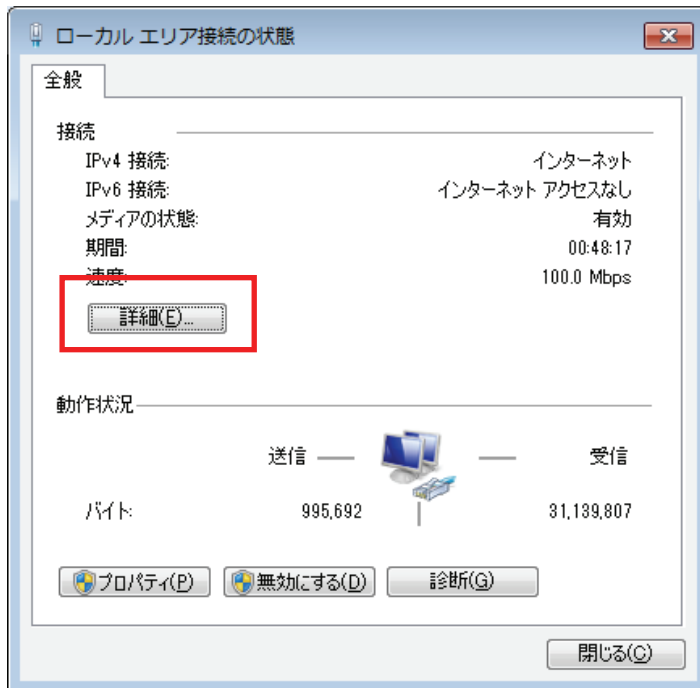 ローカル エリア接続の状態
全般
接続
IPv4 接続: インターネット
IPv6 接続: インターネット アクセスなし
メディアの状態: 有効
期間: 00:48:17
速度: 100.0 Mbps
詳細(E)...
動作状況
送信 受信
バイト: 995,692 31,139,807
プロパティ(P) 無効にする(D) 診断(G)
閉じる(C)